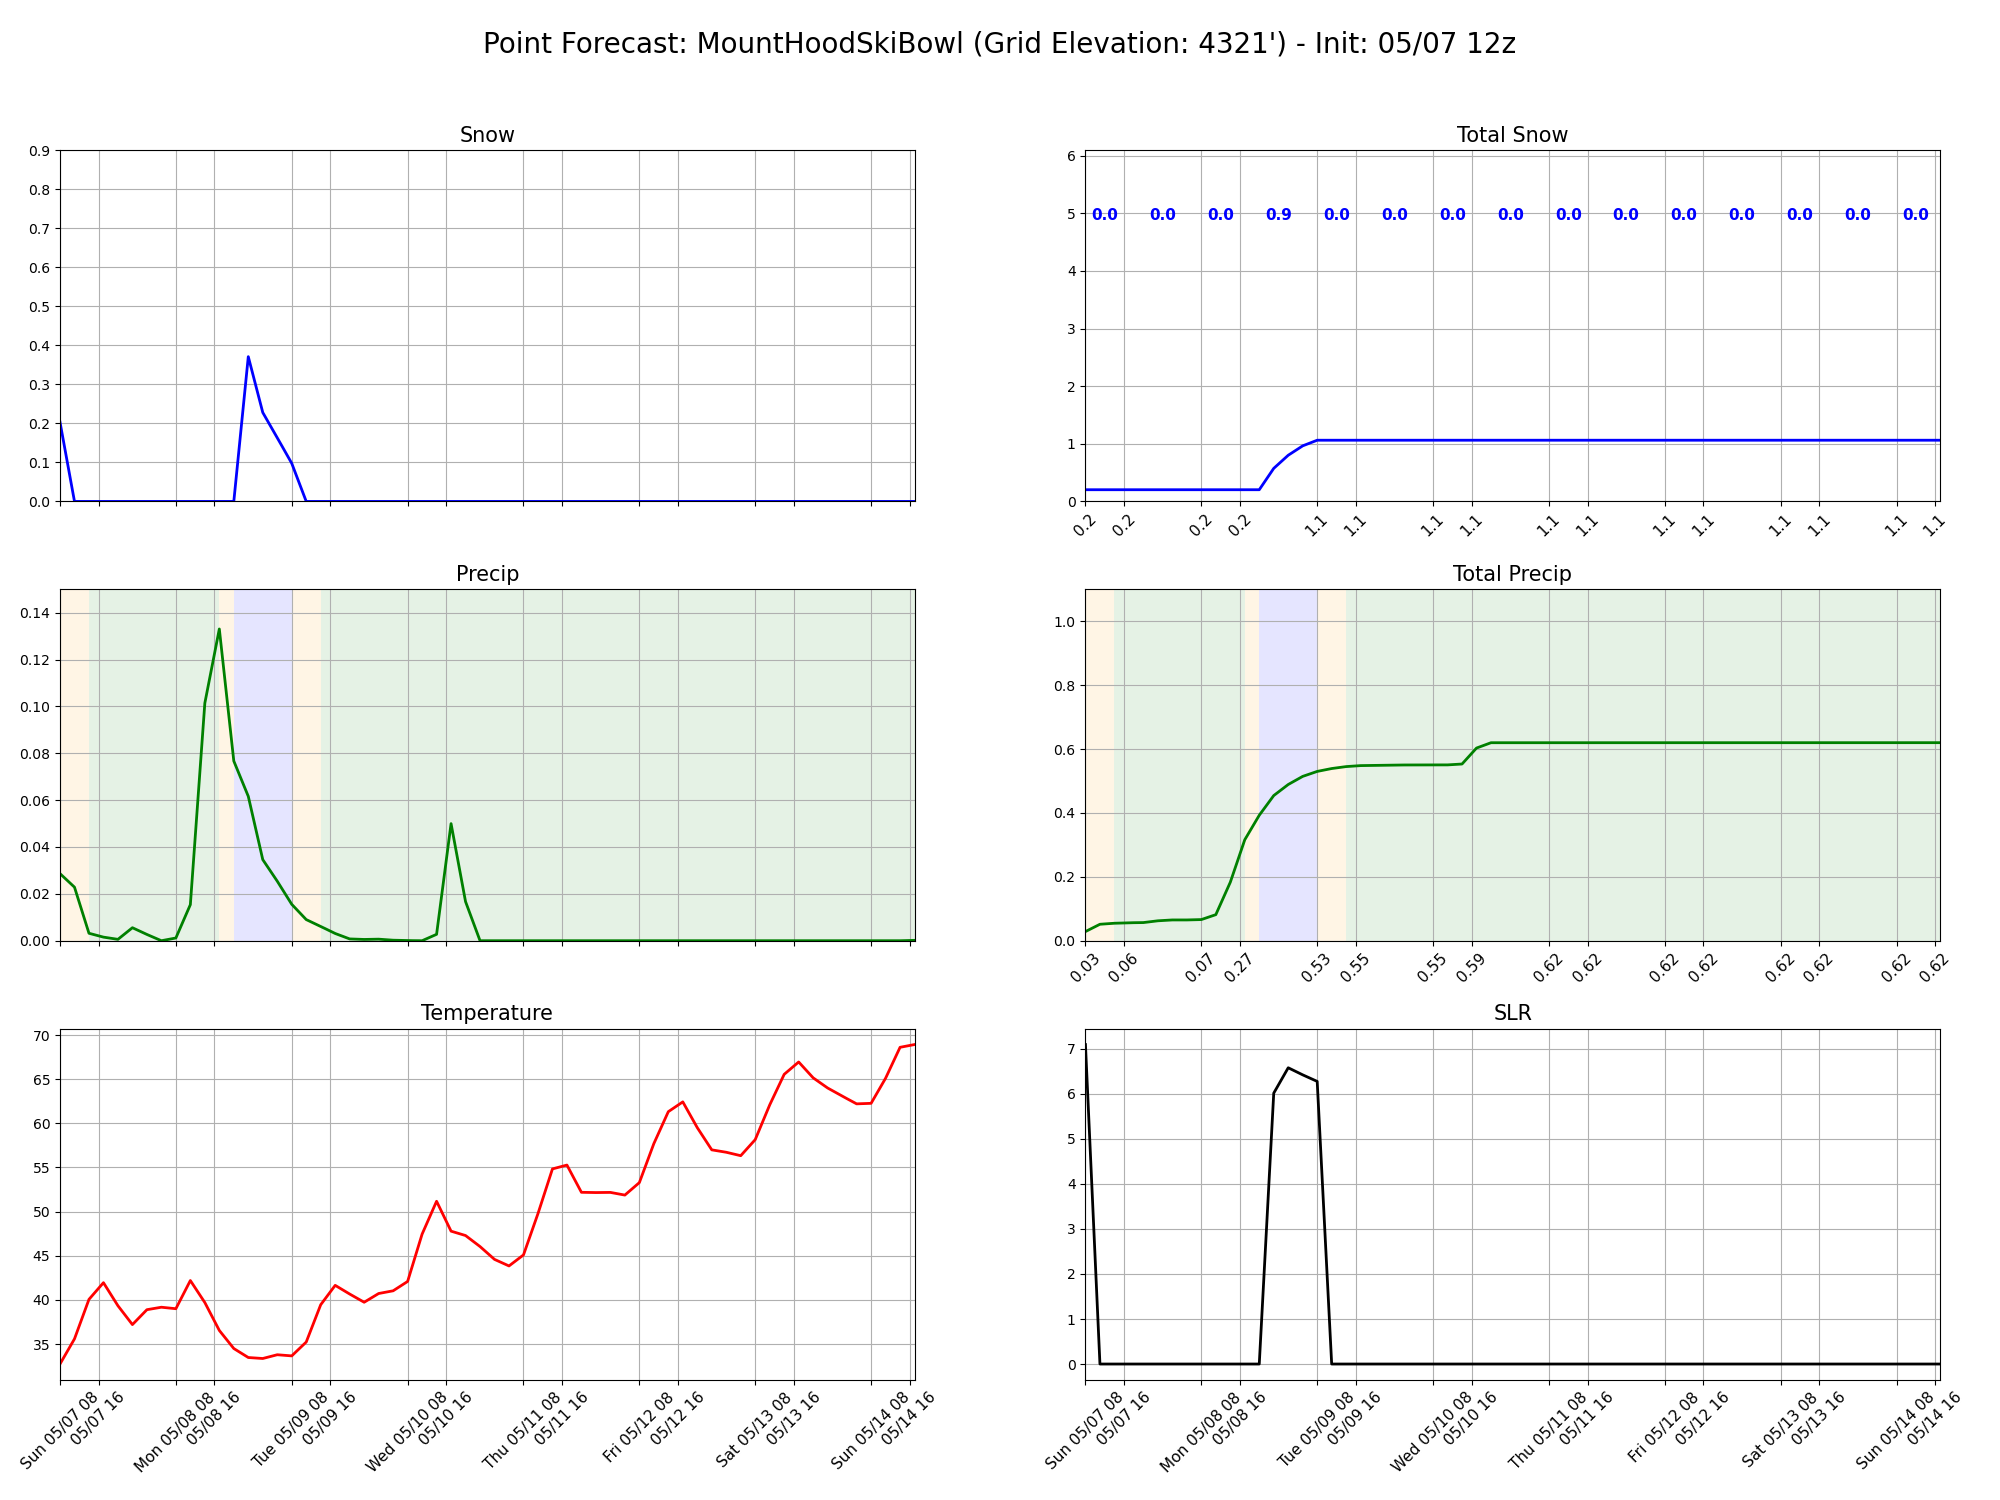 Point Forecast: MountHoodSkiBowl (Grid Elevation: 4321') - Init: 05/07 12z
Snow
0.9
0.8
0.7
0.6
0.5
0.4
0.3
0.2
0.1
0.0
Total Snow
6
5
4
3
2
1
0
0.0 0.0 0.0 0.9 0.0 0.0 0.0 0.0 0.0 0.0 0.0 0.0 0.0 0.0 0.0
0.2 0.2 0.2 0.2 1.1 1.1 1.1 1.1 1.1 1.1 1.1 1.1 1.1 1.1 1.1 1.1
Precip
0.14
0.12
0.10
0.08
0.06
0.04
0.02
0.00
Total Precip
1.0
0.8
0.6
0.4
0.2
0.0
0.03 0.06 0.07 0.27 0.53 0.55 0.55 0.59 0.62 0.62 0.62 0.62 0.62 0.62 0.62 0.62
Temperature
70
65
60
55
50
45
40
35
Sun 05/07 08
05/07 16
Mon 05/08 08
05/08 16
Tue 05/09 08
05/09 16
Wed 05/10 08
05/10 16
Thu 05/11 08
05/11 16
Fri 05/12 08
05/12 16
Sat 05/13 08
05/13 16
Sun 05/14 08
05/14 16
SLR
7
6
5
4
3
2
1
0
Sun 05/07 08
05/07 16
Mon 05/08 08
05/08 16
Tue 05/09 08
05/09 16
Wed 05/10 08
05/10 16
Thu 05/11 08
05/11 16
Fri 05/12 08
05/12 16
Sat 05/13 08
05/13 16
Sun 05/14 08
05/14 16